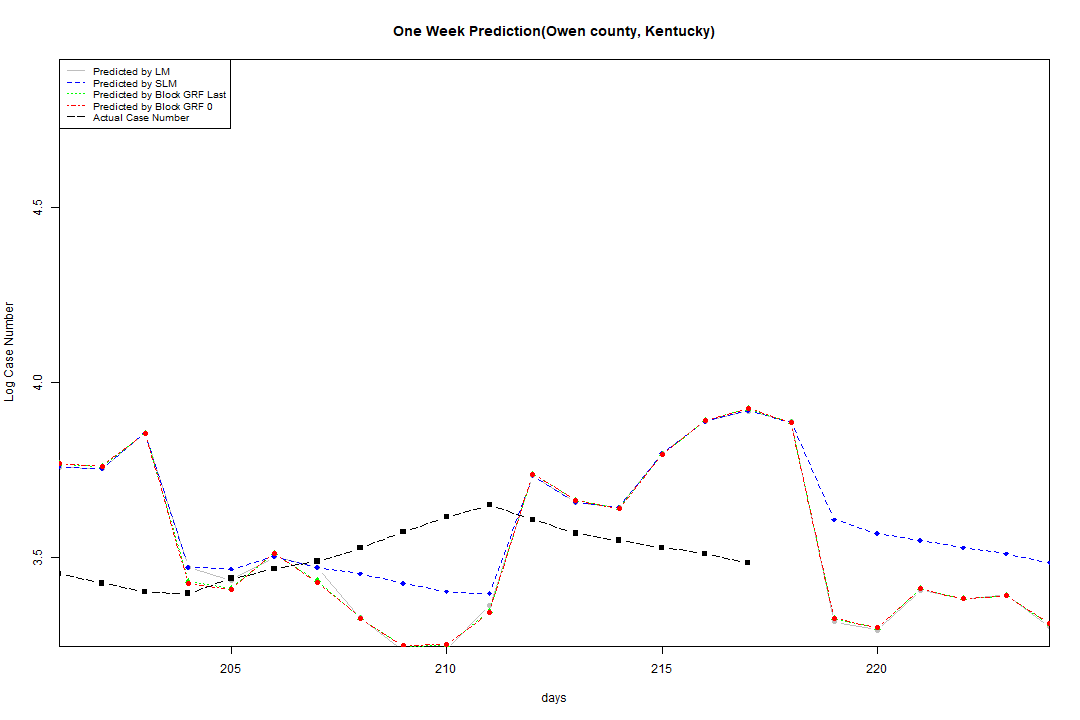 One Week Prediction(Owen county, Kentucky)
Predicted by LM
Predicted by SLM
Predicted by Block GRF Last
Predicted by Block GRF 0
Actual Case Number
4.5
4.0
3.5
Log Case Number
205 210 215 220
days